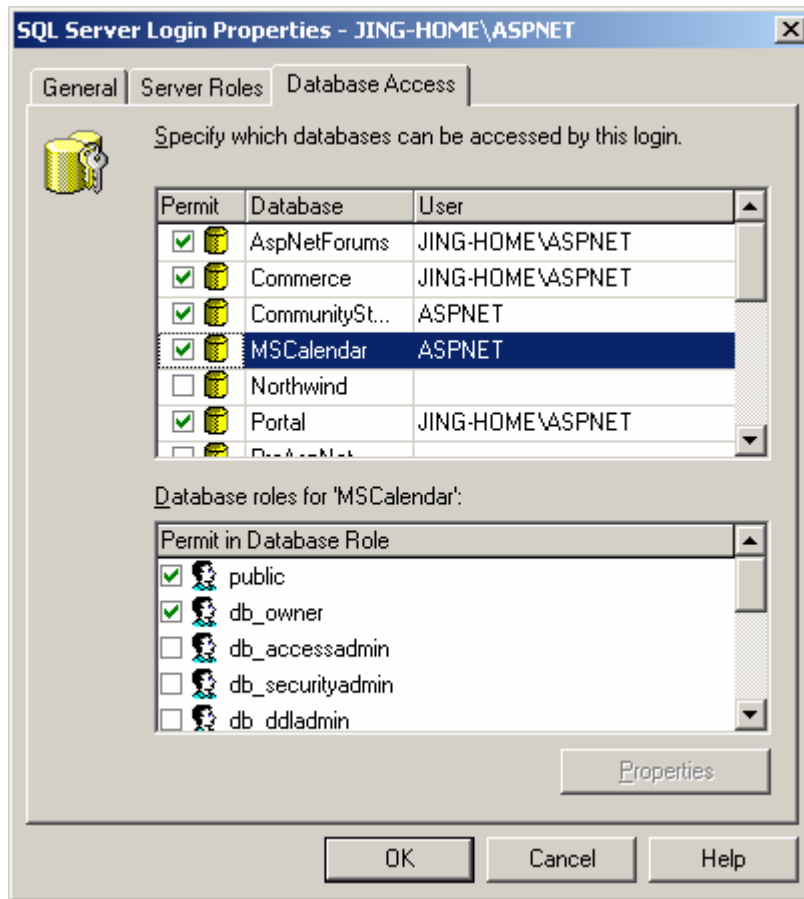 SQL Server Login Properties - JING-HOME\ASPNET
General Server Roles Database Access
Specify which databases can be accessed by this login.
Permit Database User
AspNetForums JING-HOME\ASPNET
Commerce JING-HOME\ASPNET
CommunitySt... ASPNET
MSCalendar ASPNET
Northwind
Portal JING-HOME\ASPNET
Database roles for 'MSCalendar':
Permit in Database Role
public
db_owner
db_accessadmin
db_securityadmin
db_ddladmin
Properties
OK Cancel Help